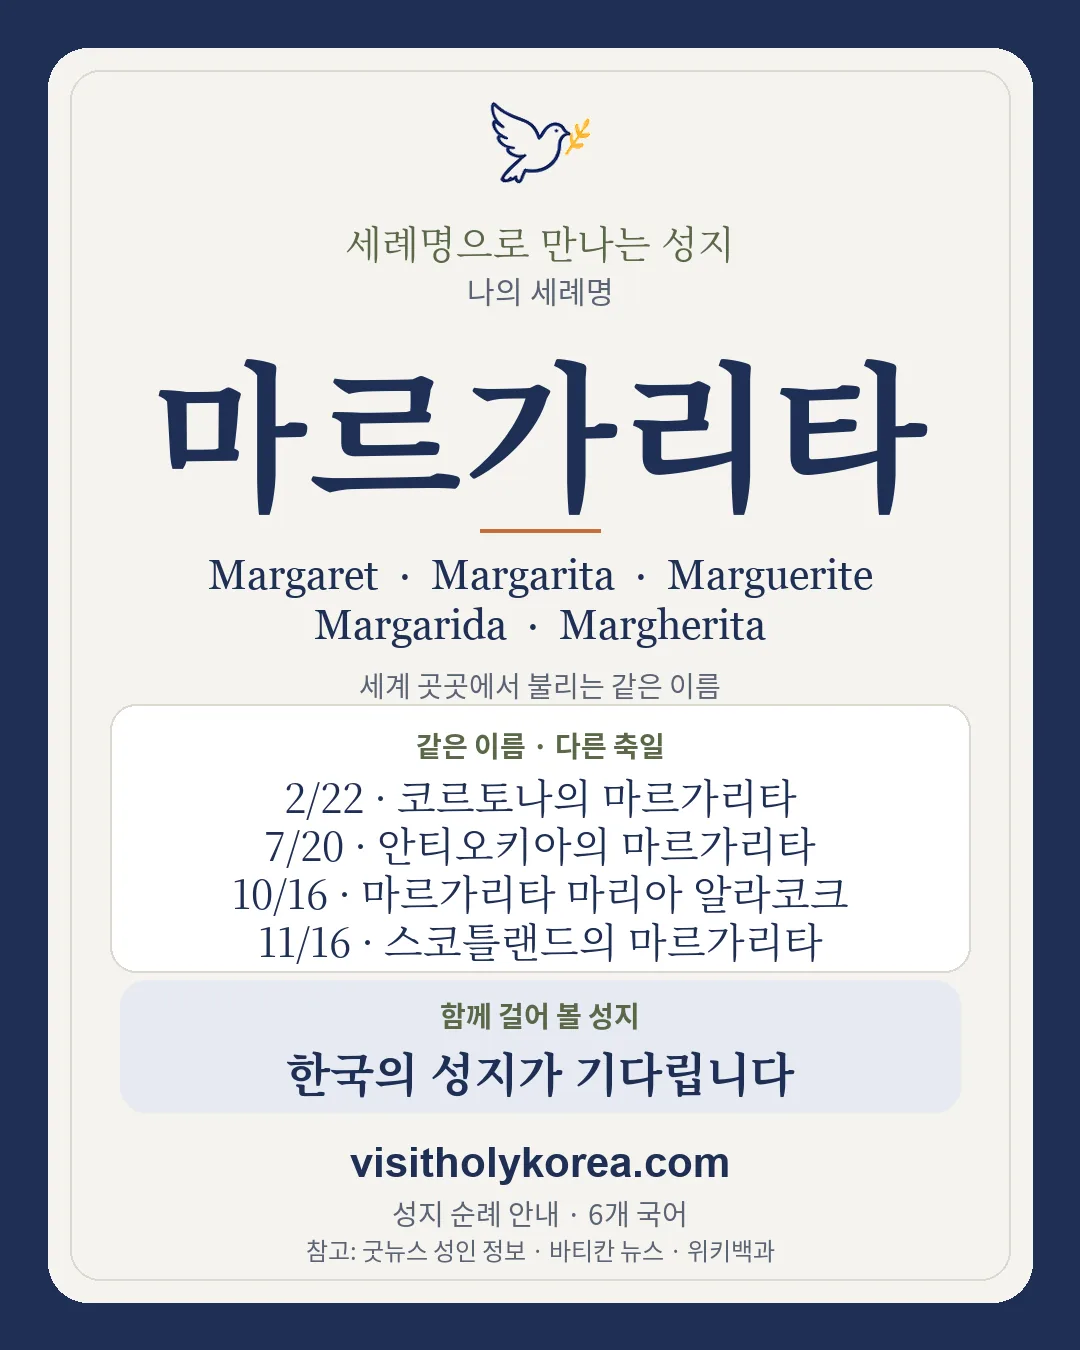 세례명으로 만나는 성지
나의 세례명
마르가리타
Margaret · Margarita · Marguerite
Margarida · Margherita
세계 곳곳에서 불리는 같은 이름
같은 이름 · 다른 축일
2/22 · 코르토나의 마르가리타
7/20 · 안티오키아의 마르가리타
10/16 · 마르가리타 마리아 알라코크
11/16 · 스코틀랜드의 마르가리타
함께 걸어 볼 성지
한국의 성지가 기다립니다
visitholykorea.com
성지 순례 안내 · 6개 국어
참고: 굿뉴스 성인 정보 · 바티칸 뉴스 · 위키백과